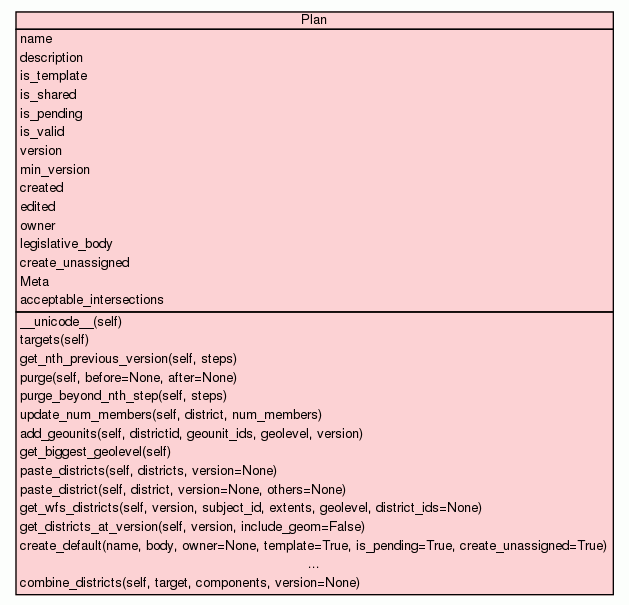 Plan
name
description
is_template
is_shared
is_pending
is_valid
version
min_version
created
edited
owner
legislative_body
create_unassigned
Meta
acceptable_intersections
__unicode__(self)
targets(self)
get_nth_previous_version(self, steps)
purge(self, before=None, after=None)
purge_beyond_nth_step(self, steps)
update_num_members(self, district, num_members)
add_geounits(self, districtid, geounit_ids, geolevel, version)
get_biggest_geolevel(self)
paste_districts(self, districts, version=None)
paste_district(self, district, version=None, others=None)
get_wfs_districts(self, version, subject_id, extents, geolevel, district_ids=None)
get_districts_at_version(self, version, include_geom=False)
create_default(name, body, owner=None, template=True, is_pending=True, create_unassigned=True)
...
combine_districts(self, target, components, version=None)